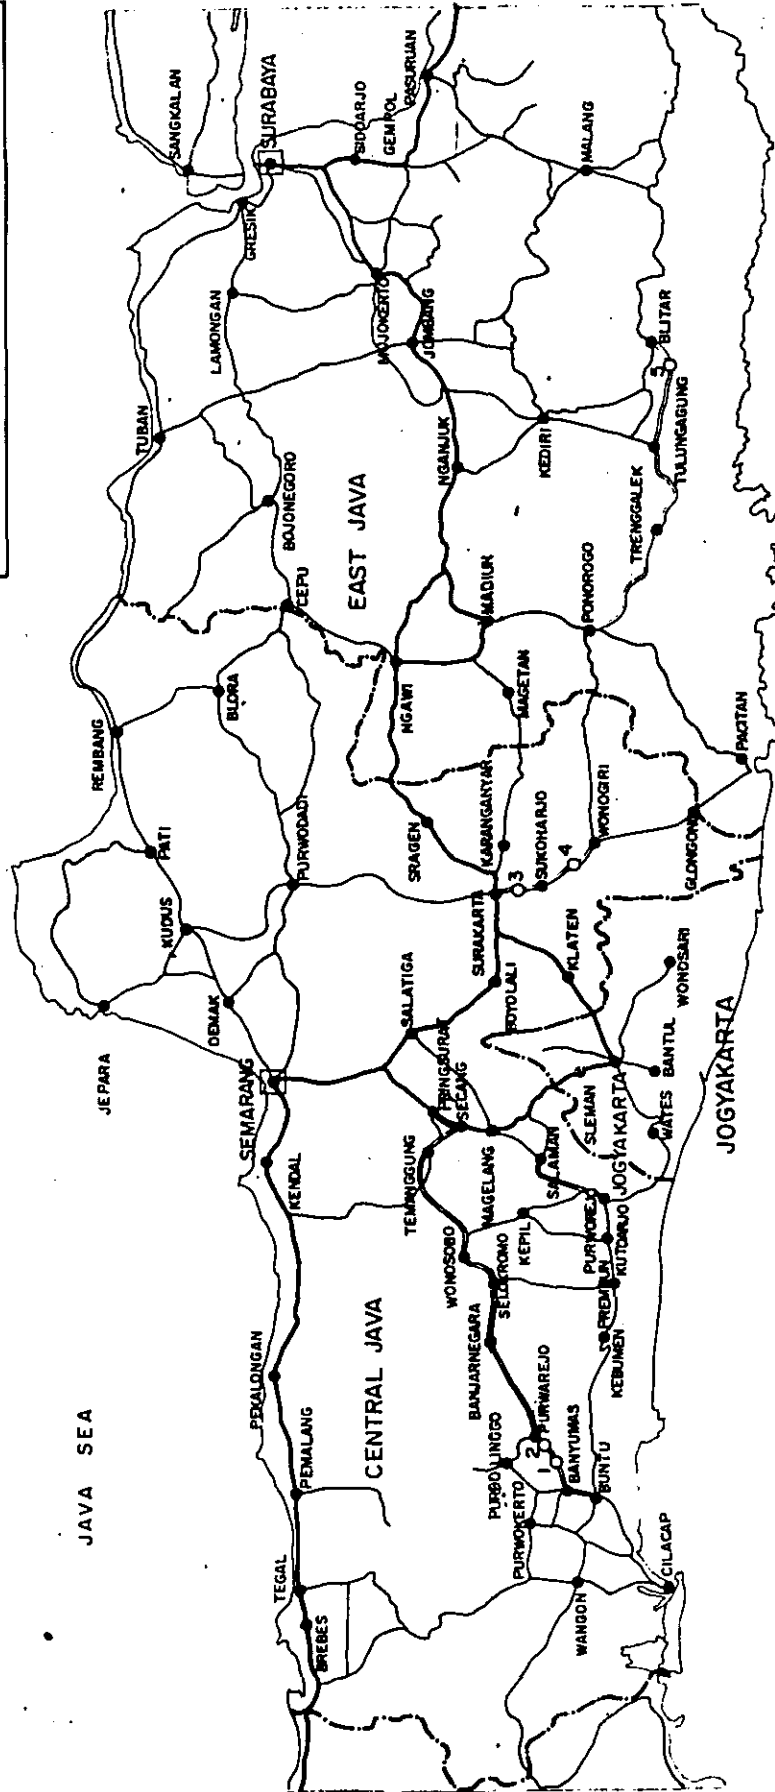 JAVA SEA
SANGKALAN
SURABAYA
SIDOARJO
GEMPOL
PASURUAN
MALANG
GRESIK
LAMONGAN
MOJOKERTO
JOMBANG
BLITAR
5
TUBAN
BOJONEGORO
NGANJUK
KEDIRI
TULUNGAGUNG
TRENGGALEK
EAST JAVA
CEPU
MADIUN
PONOROGO
REMBANG
BLORA
NGAWI
MAGETAN
PACITAN
PATI
PURWODADI
SRAGEN
KARANGANYAR
SUKOHARJO
WONOGIRI
GLONGONG
3
4
KUDUS
SURAKARTA
KLATEN
WONOSARI
JEPARA
DEMAK
SALATIGA
BOYOLALI
SEMARANG
PRINGSURAT
SECANG
SLEMAN
JOGYAKARTA
BANTUL
WATES
JOGYAKARTA
KENDAL
TEMANGGUNG
MAGELANG
SALAMAN
WONOSOBO
KEPIL
PURWOREJO
KUTOARJO
SELOKROMO
PREMBUN
KEBUMEN
PEKALONGAN
CENTRAL JAVA
BANJARNEGARA
PURWAREJO
PEMALANG
2
1
BANYUMAS
BUNTU
PURWOKERTO
TEGAL
BREBES
WANGON
CILACAP